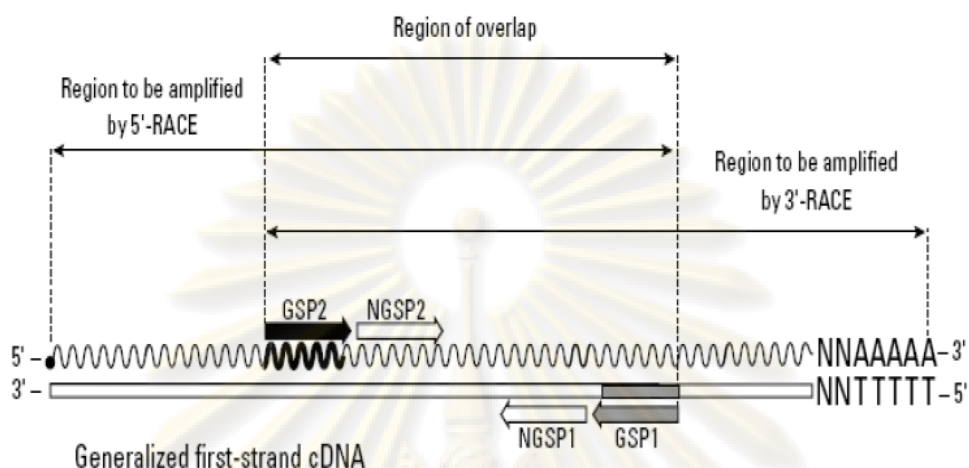 Region of overlap
Region to be amplified
by 5'-RACE
Region to be amplified
by 3'-RACE
GSP2 NGSP2
5' – NNAAAAA – 3'
3' – NNTTTTT – 5'
NGSP1 GSP1
Generalized first-strand cDNA